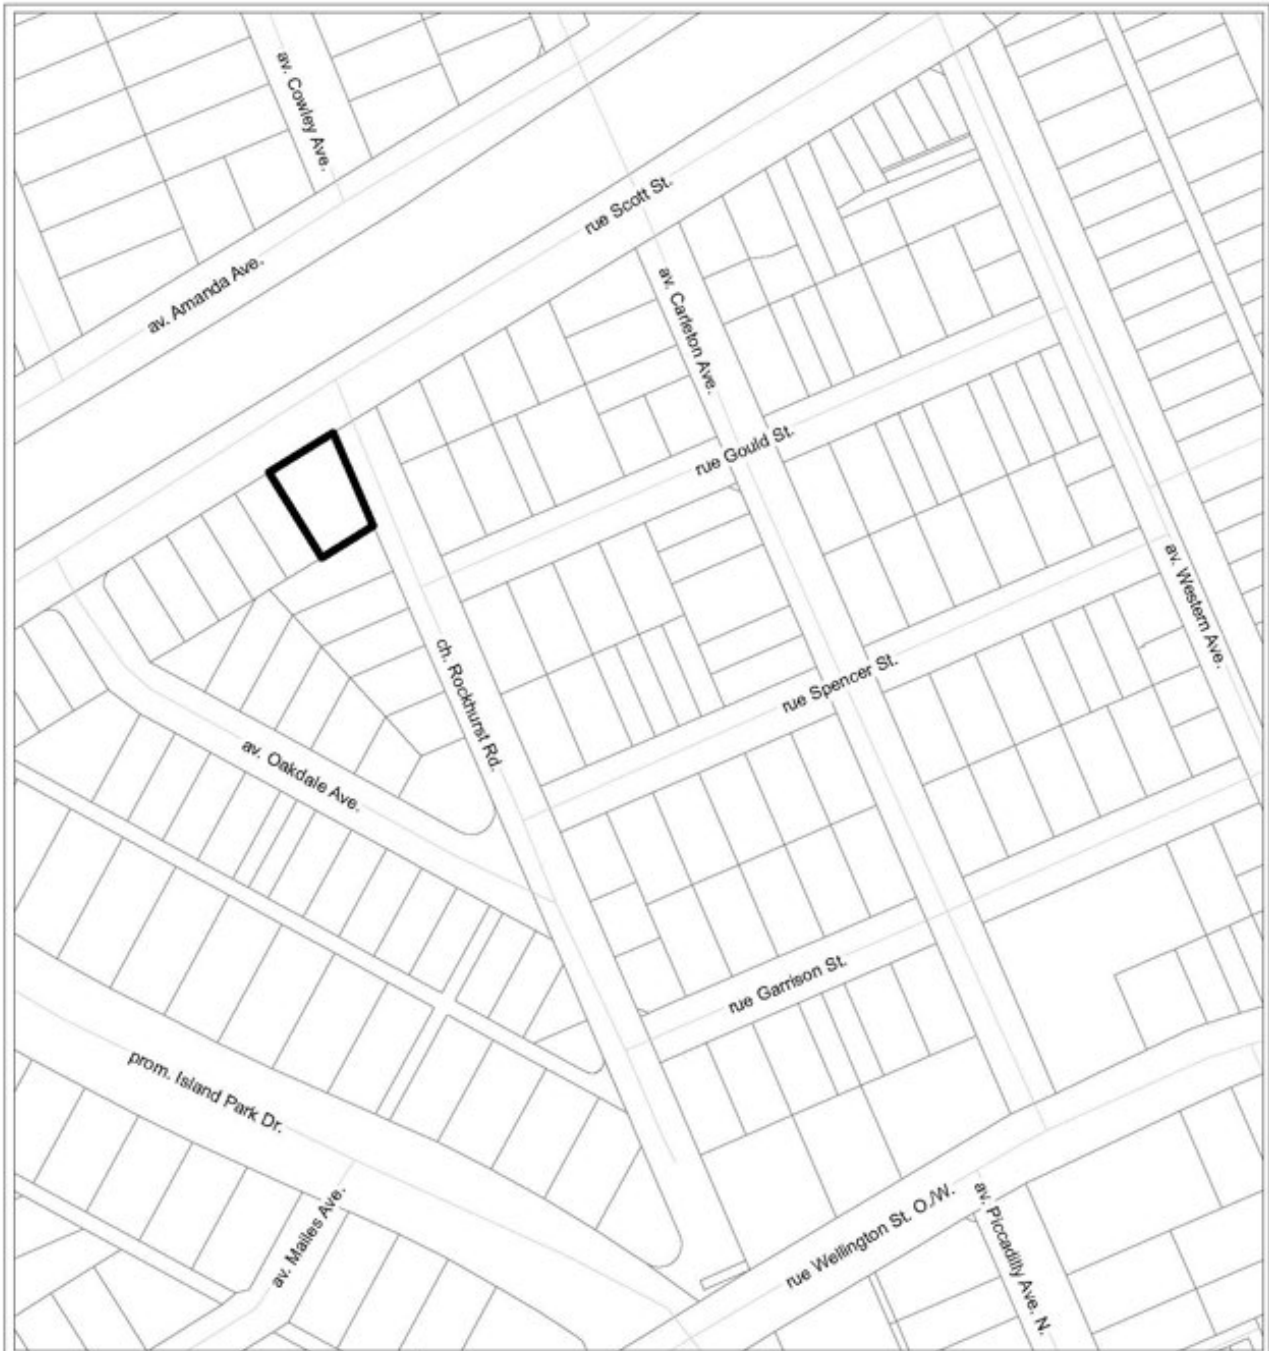 av. Cowley Ave.
rue Scott St.
av. Amanda Ave.
av. Carleton Ave.
rue Gould St.
av. Western Ave.
ch. Rockhurst Rd.
rue Spencer St.
av. Oakdale Ave.
rue Garrison St.
prom. Island Park Dr.
av. Mailes Ave.
rue Wellington St. O./W.
av. Piccadilly Ave. N.